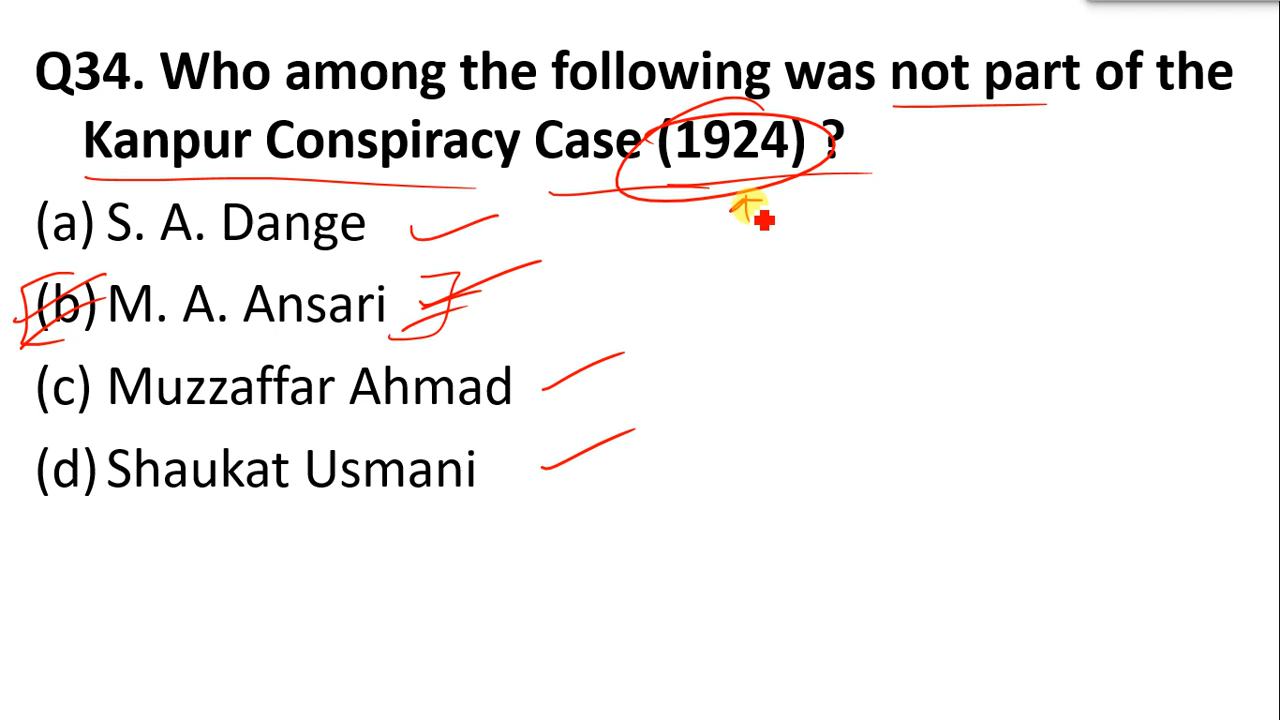 Q34. Who among the following was not part of the
Kanpur Conspiracy Case (1924) ?
(a) S. A. Dange
(b) M. A. Ansari
(c) Muzzaffar Ahmad
(d) Shaukat Usmani